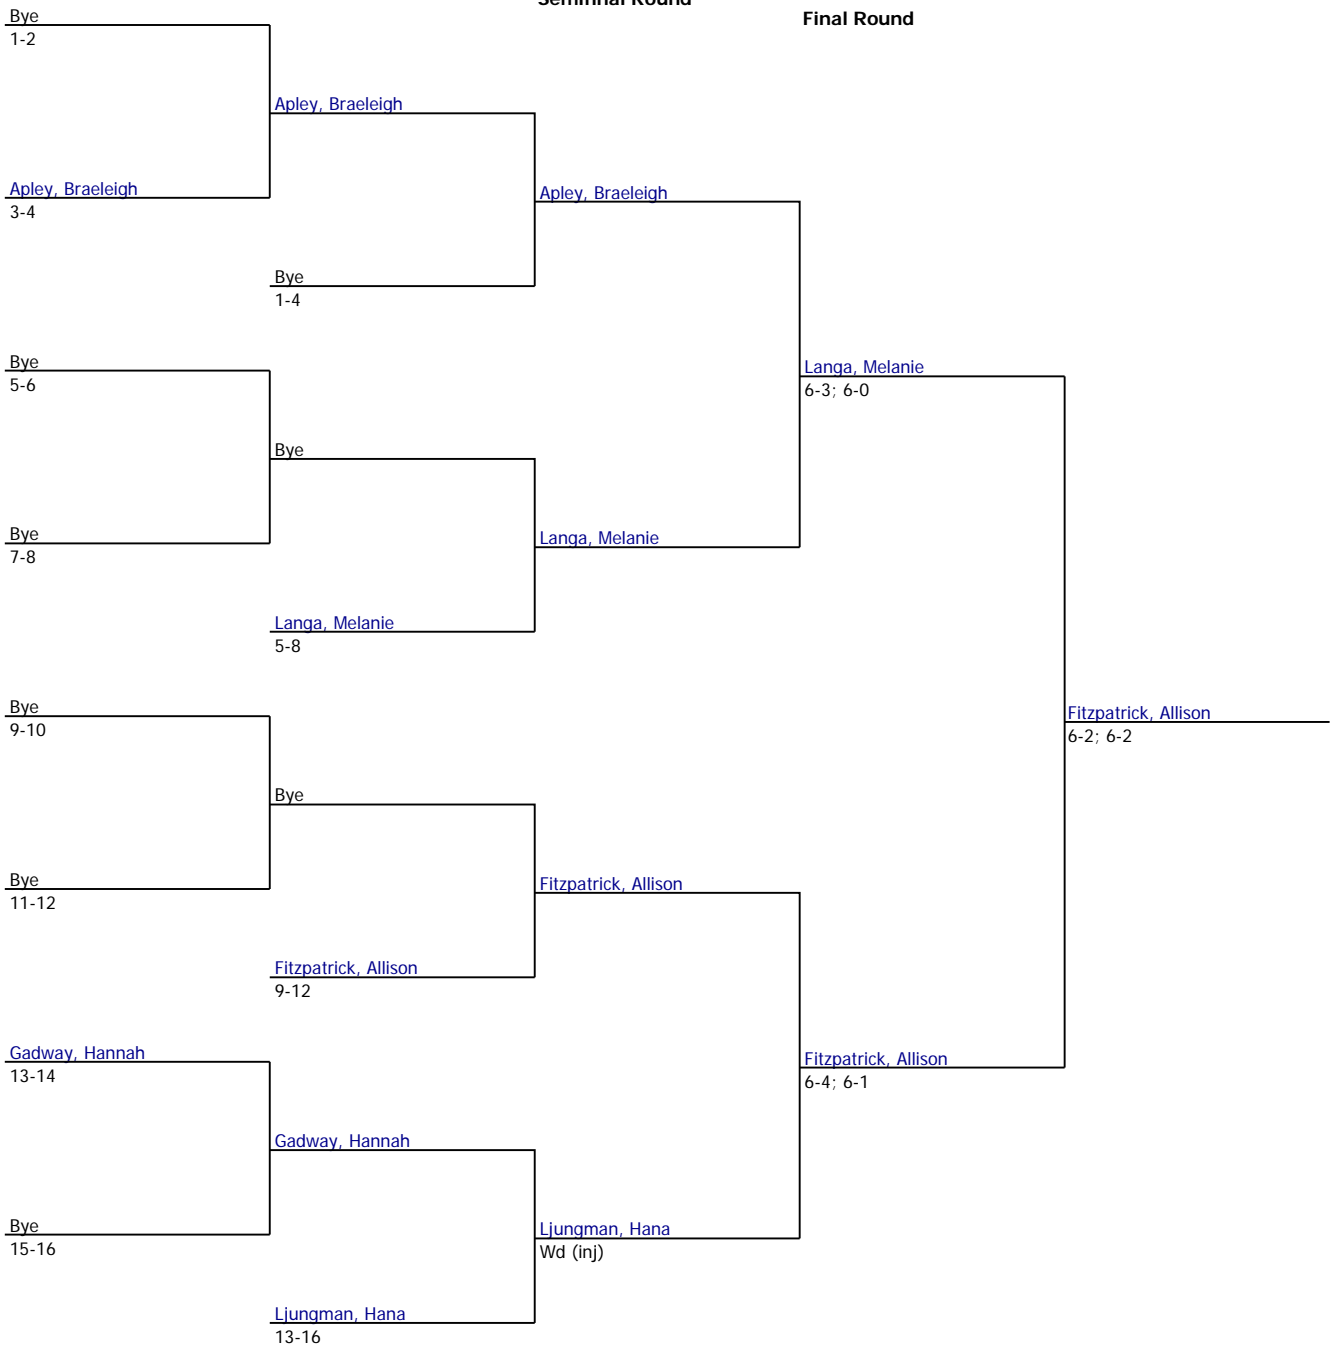 Semifinal Round
Final Round
Bye
1-2
Apley, Braeleigh
Apley, Braeleigh
3-4
Apley, Braeleigh
Bye
1-4
Bye
5-6
Langa, Melanie
6-3; 6-0
Bye
Bye
7-8
Langa, Melanie
Langa, Melanie
5-8
Bye
9-10
Fitzpatrick, Allison
6-2; 6-2
Bye
Bye
11-12
Fitzpatrick, Allison
Fitzpatrick, Allison
9-12
Gadway, Hannah
13-14
Fitzpatrick, Allison
6-4; 6-1
Gadway, Hannah
Bye
15-16
Ljungman, Hana
Wd (inj)
Ljungman, Hana
13-16